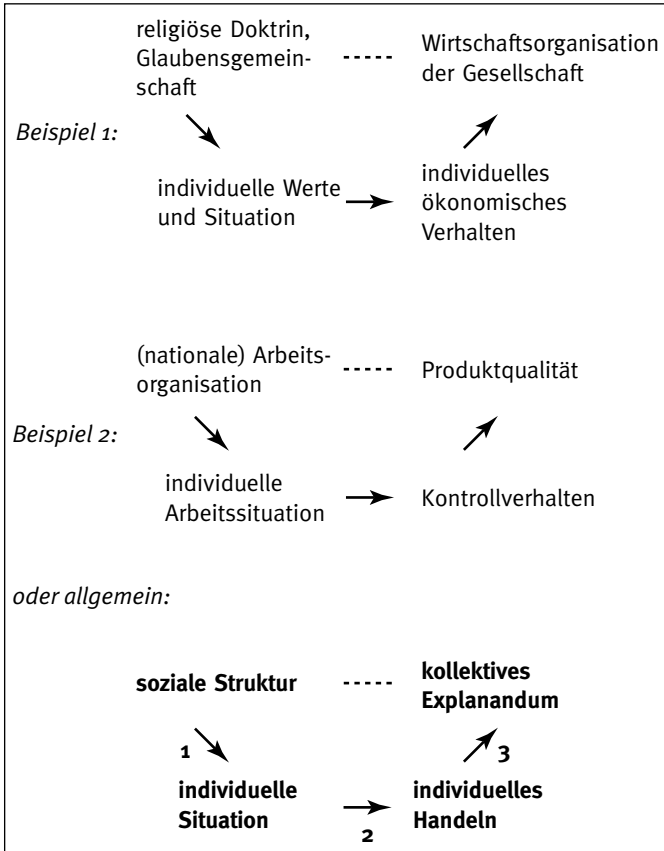 religiöse Doktrin,
Glaubensgemein-
schaft
Wirtschaftsorganisation
der Gesellschaft
Beispiel 1:
individuelle Werte
und Situation
individuelles
ökonomisches
Verhalten
(nationale) Arbeits-
organisation
Produktqualität
Beispiel 2:
individuelle
Arbeitssituation
Kontrollverhalten
oder allgemein:
soziale Struktur
kollektives
Explanandum
1
3
individuelle
Situation
2
individuelles
Handeln